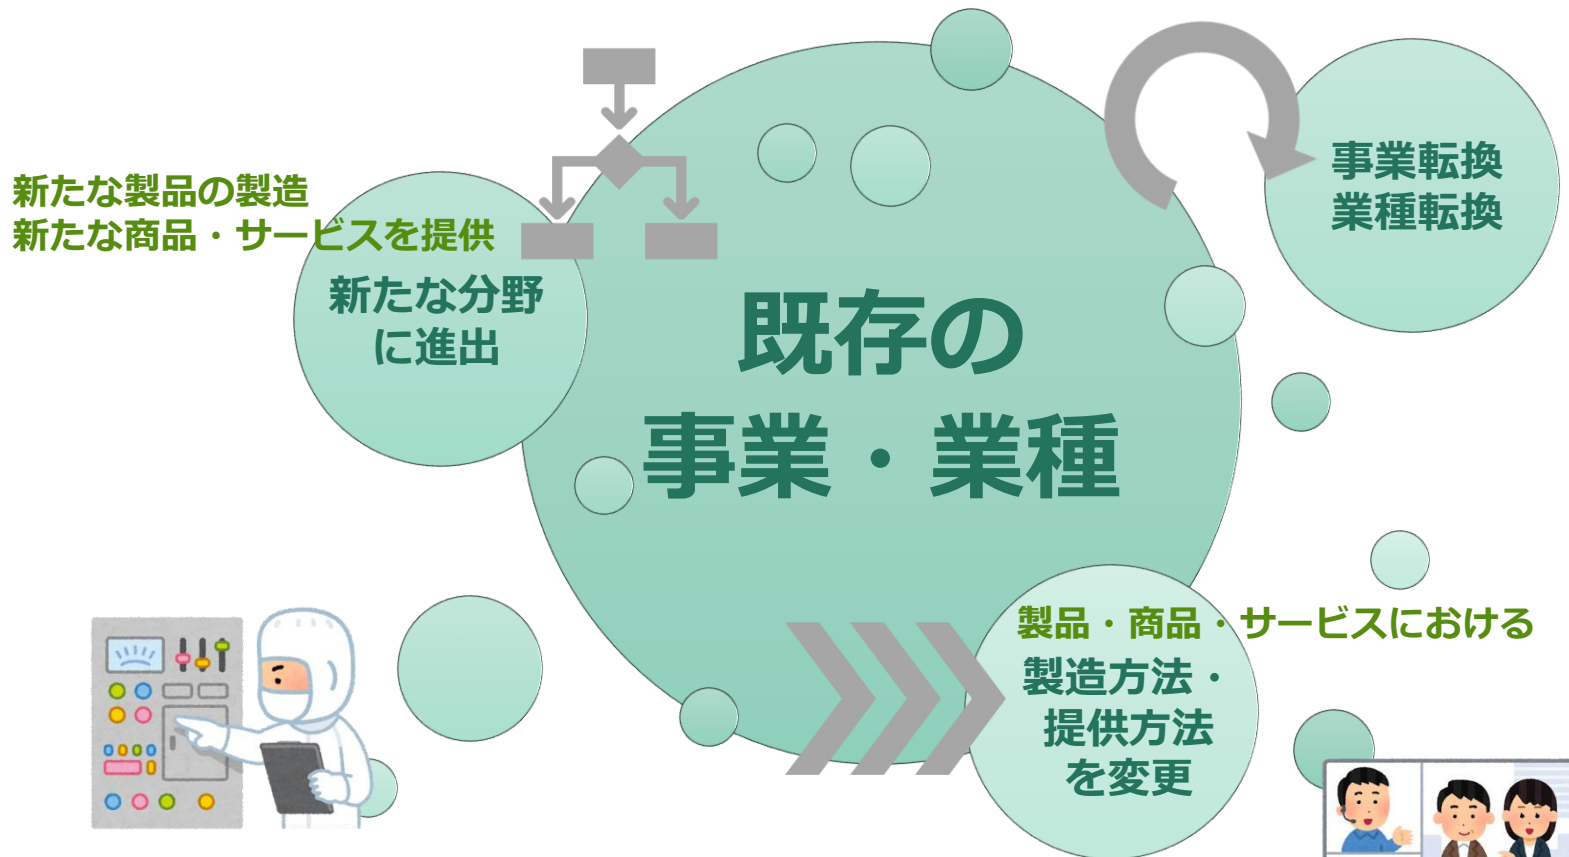 新たな製品の製造
新たな商品・サービスを提供
新たな分野
に進出
既存の
事業・業種
事業転換
業種転換
製品・商品・サービスにおける
製造方法・
提供方法
を変更